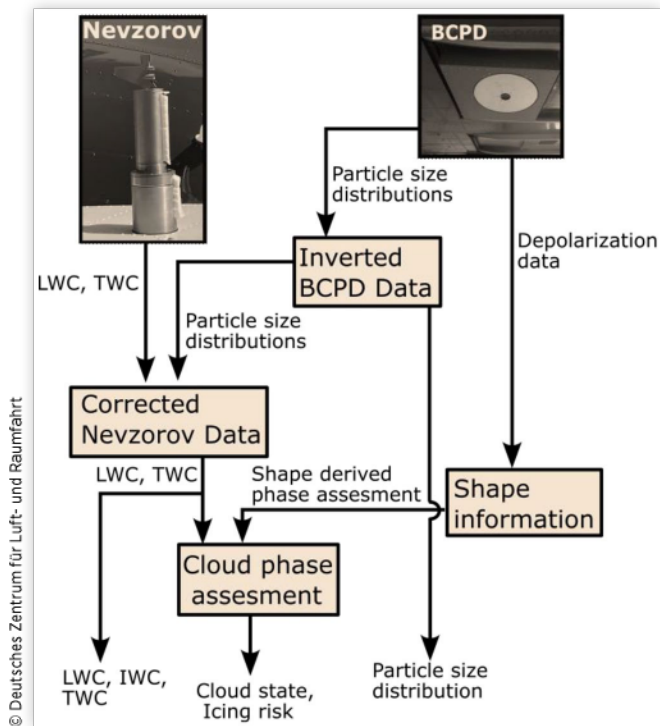 Nevzorov
BCPD
Particle size
distributions
Depolarization
data
LWC, TWC
Inverted
BCPD Data
Particle size
distributions
Corrected
Nevzorov Data
LWC, TWC
Shape derived
phase assesment
Shape
information
Cloud phase
assesment
LWC, IWC,
TWC
Cloud state,
Icing risk
Particle size
distribution
© Deutsches Zentrum für Luft- und Raumfahrt